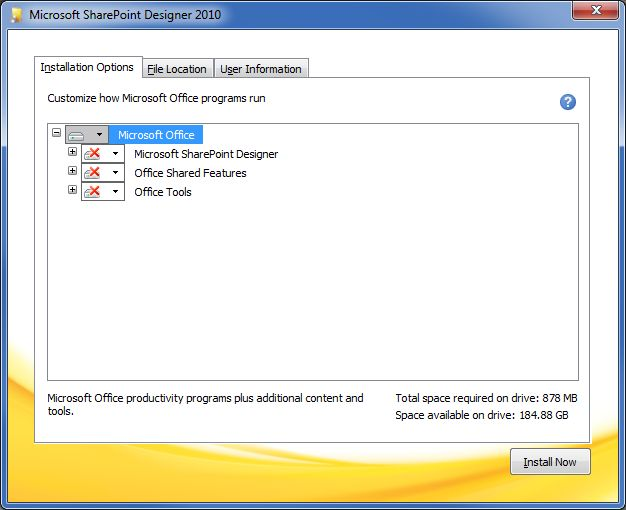 Microsoft SharePoint Designer 2010
Installation Options File Location User Information
Customize how Microsoft Office programs run
?
Microsoft Office
Microsoft SharePoint Designer
Office Shared Features
Office Tools
Microsoft Office productivity programs plus additional content and
tools.
Total space required on drive: 878 MB
Space available on drive: 184.88 GB
Install Now